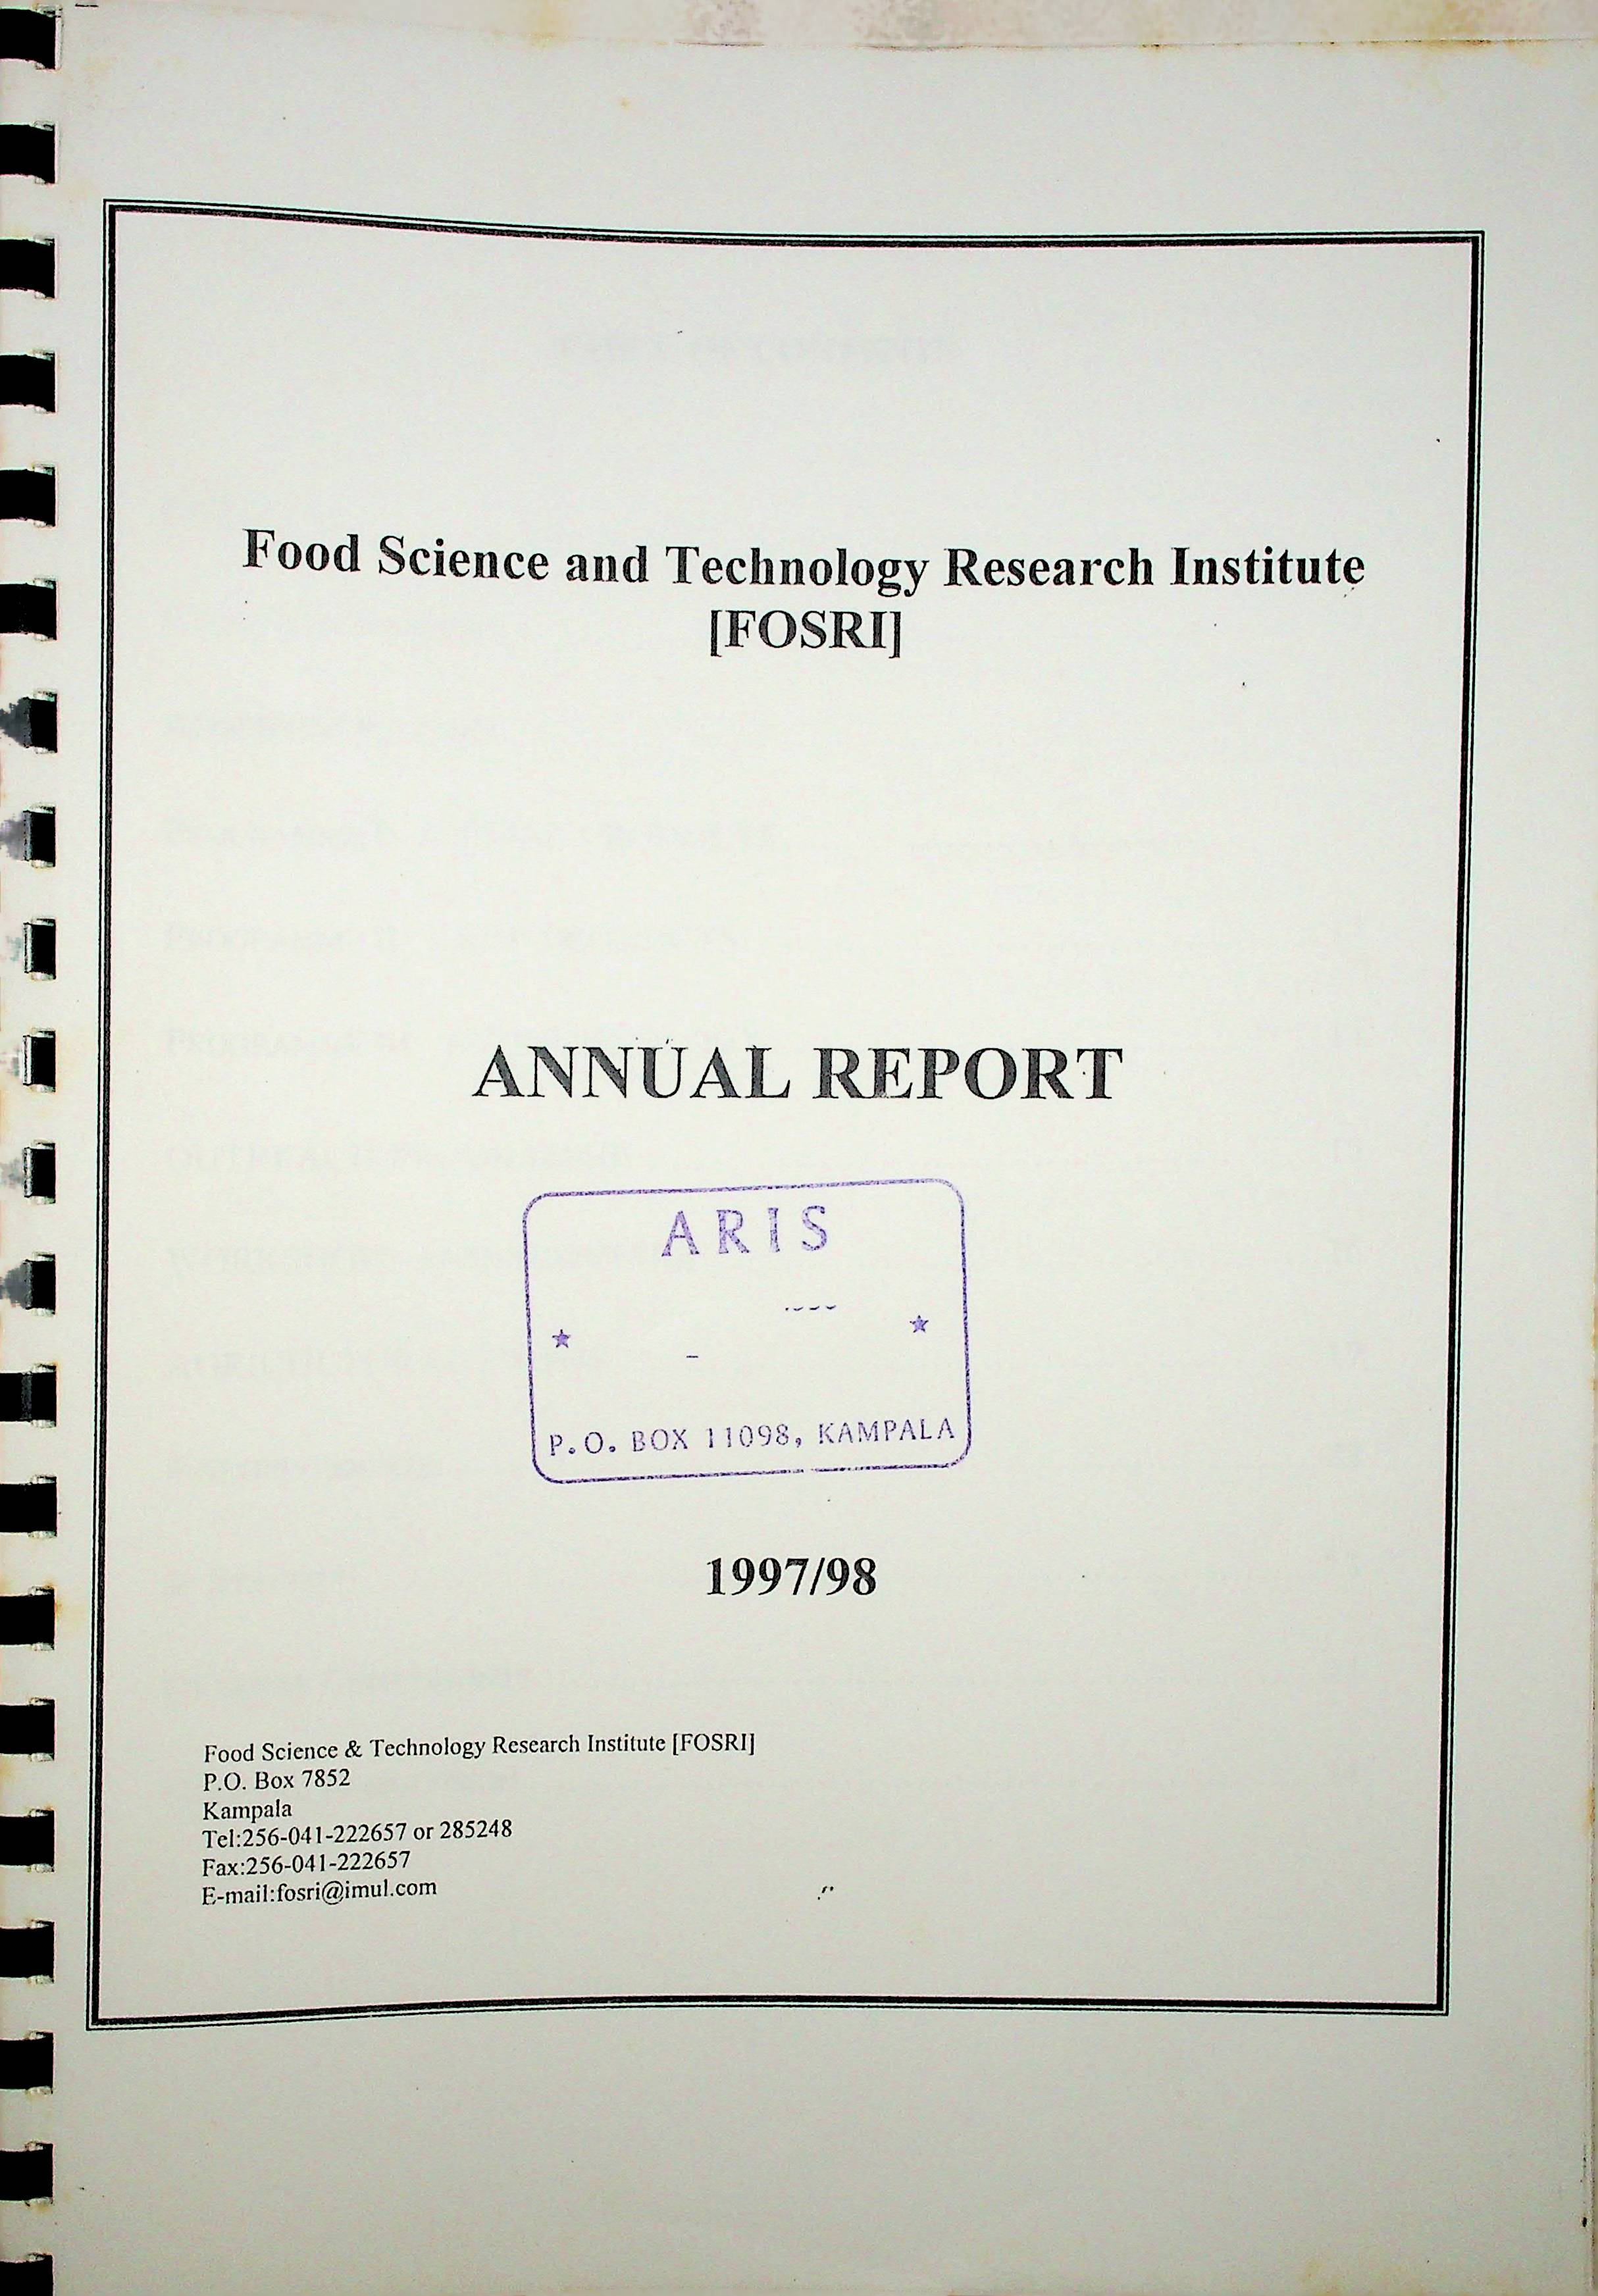 Food Science and Technology Research Institute
[FOSRI]
ANNUAL REPORT
ARIS
P.O. BOX 11098, KAMPALA
1997/98
Food Science & Technology Research Institute [FOSRI]
P.O. Box 7852
Kampala
Tel:256-041-222657 or 285248
Fax:256-041-222657
E-mail:fosri@imul.com